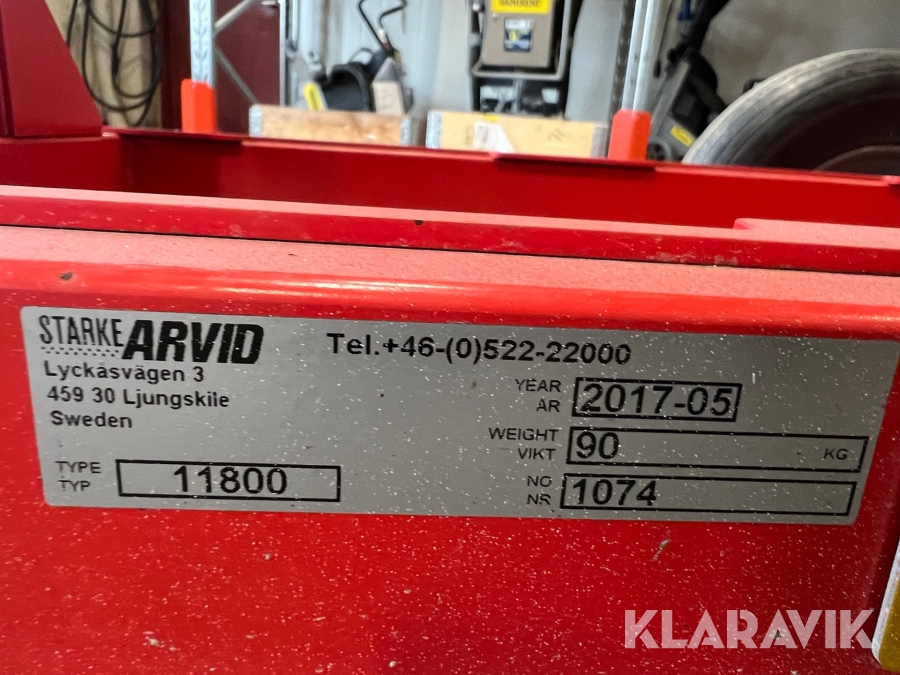 STARKE ARVID
Tel.+46-(0)522-22000
Lyckåsvägen 3
459 30 Ljungskile
Sweden
YEAR
ÅR
2017-05
WEIGHT
VIKT
90 KG
TYPE
TYP
11800
NO
NR
1074
KLARAVIK